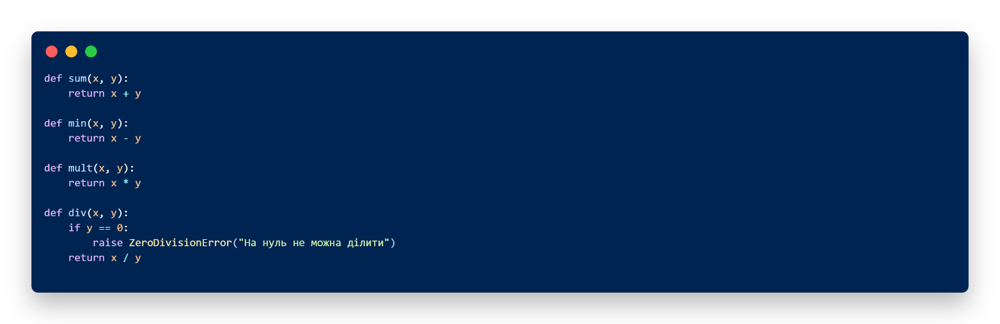 def sum(x, y):
    return x + y
def min(x, y):
    return x - y
def mult(x, y):
    return x * y
def div(x, y):
    if y == 0:
        raise ZeroDivisionError("На нуль не можна ділити")
    return x / y